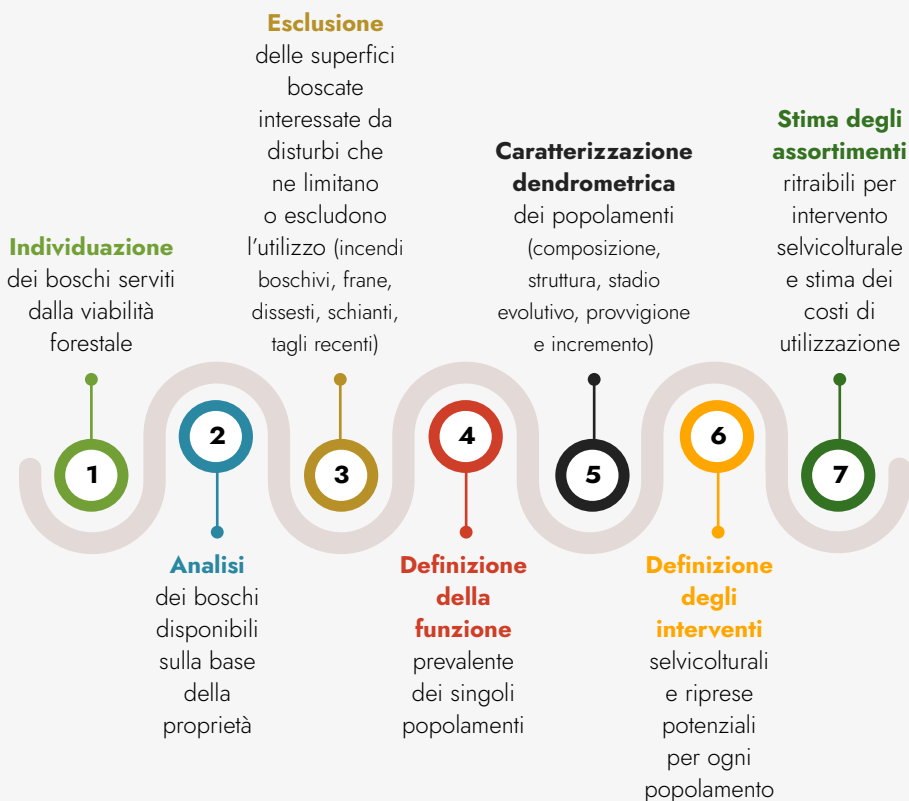 Individuazione
dei boschi serviti
dalla viabilità
forestale
1
2
Analisi
dei boschi
disponibili
sulla base
della
proprietà
Esclusione
delle superfici
boscate
interessate da
disturbi che
ne limitano
o escludono
l'utilizzo (incendi
boschivi, frane,
dissesti, schianti,
tagli recenti)
3
4
Definizione
della
funzione
prevalente
dei singoli
popolamenti
Caratterizzazione
dendrometrica
dei popolamenti
(composizione,
struttura, stadio
evolutivo, provvigione
e incremento)
5
6
Definizione
degli
interventi
selvicolturali
e riprese
potenziali
per ogni
popolamento
Stima degli
assortimenti
ritraibili per
intervento
selvicolturale
e stima dei
costi di
utilizzazione
7